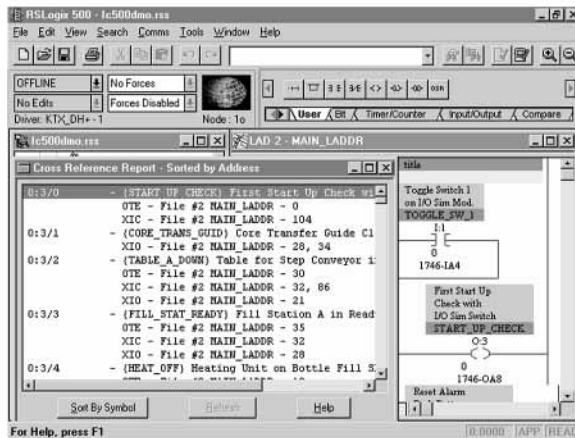 RSLogix 500 - lc500dmo.rss
File Edit View Search Comms Tools Window Help
OFFLINE
No Forces
No Edits
Forces Disabled
Driver: KTX_DH+ - 1
Node : 1o
User
Bit
Timer/Counter
Input/Output
Compare
lc500dmo.rss
LAD 2 - MAIN_LADDR
Cross Reference Report - Sorted by Address
O:3/0 - {START_UP_CHECK} First Start Up Check wi
OTE - File #2 MAIN_LADDR - 0
XIC - File #2 MAIN_LADDR - 104
O:3/1 - {CORE_TRANS_GUID} Core Transfer Guide Cl
XIO - File #2 MAIN_LADDR - 28, 34
O:3/2 - {TABLE_A_DOWN} Table for Step Conveyor i
OTE - File #2 MAIN_LADDR - 30
XIC - File #2 MAIN_LADDR - 32, 86
XIO - File #2 MAIN_LADDR - 21
O:3/3 - {FILL_STAT_READY} Fill Station A in Read
OTE - File #2 MAIN_LADDR - 35
XIC - File #2 MAIN_LADDR - 32
XIO - File #2 MAIN_LADDR - 28
O:3/4 - {HEAT_OFF} Heating Unit on Bottle Fill S
Sort By Symbol
Refresh
Help
title
Toggle Switch 1
on I/O Sim Mod.
TOGGLE_SW_1
I:1
0
1746-IA4
First Start Up
Check with
I/O Sim Switch
START_UP_CHECK
O:3
0
1746-OA8
Reset Alarm
For Help, press F1
0:0000
APP
READ